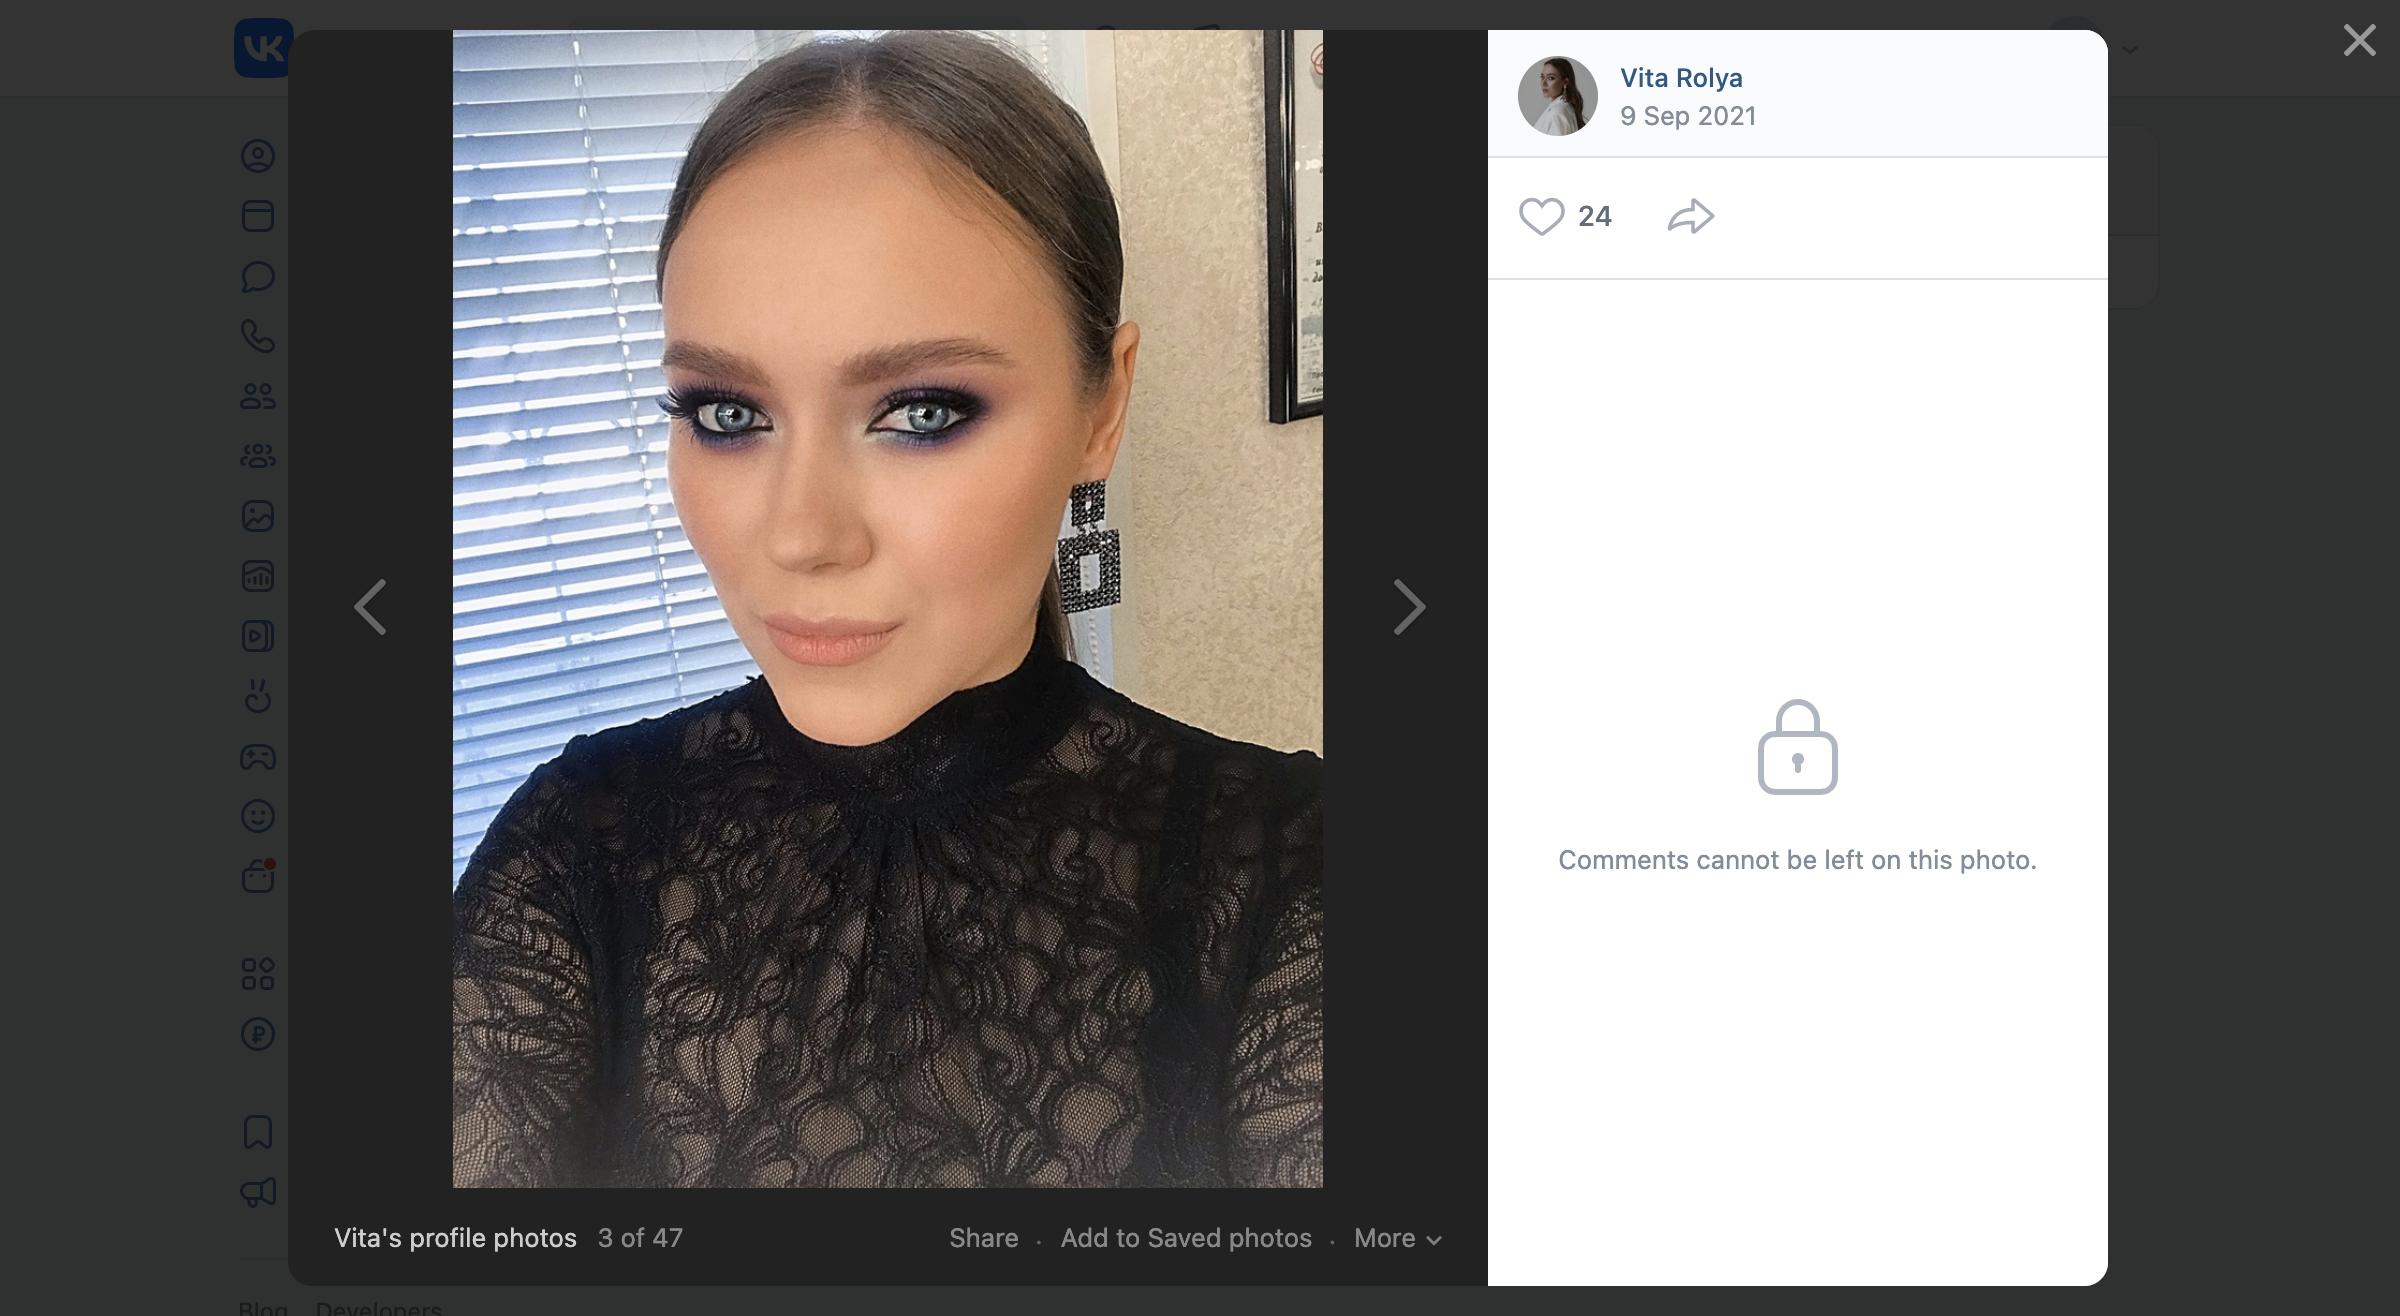 VK
Vita Rolya
9 Sep 2021
24
Comments cannot be left on this photo.
Vita's profile photos 3 of 47
Share · Add to Saved photos · More
Blog Developers